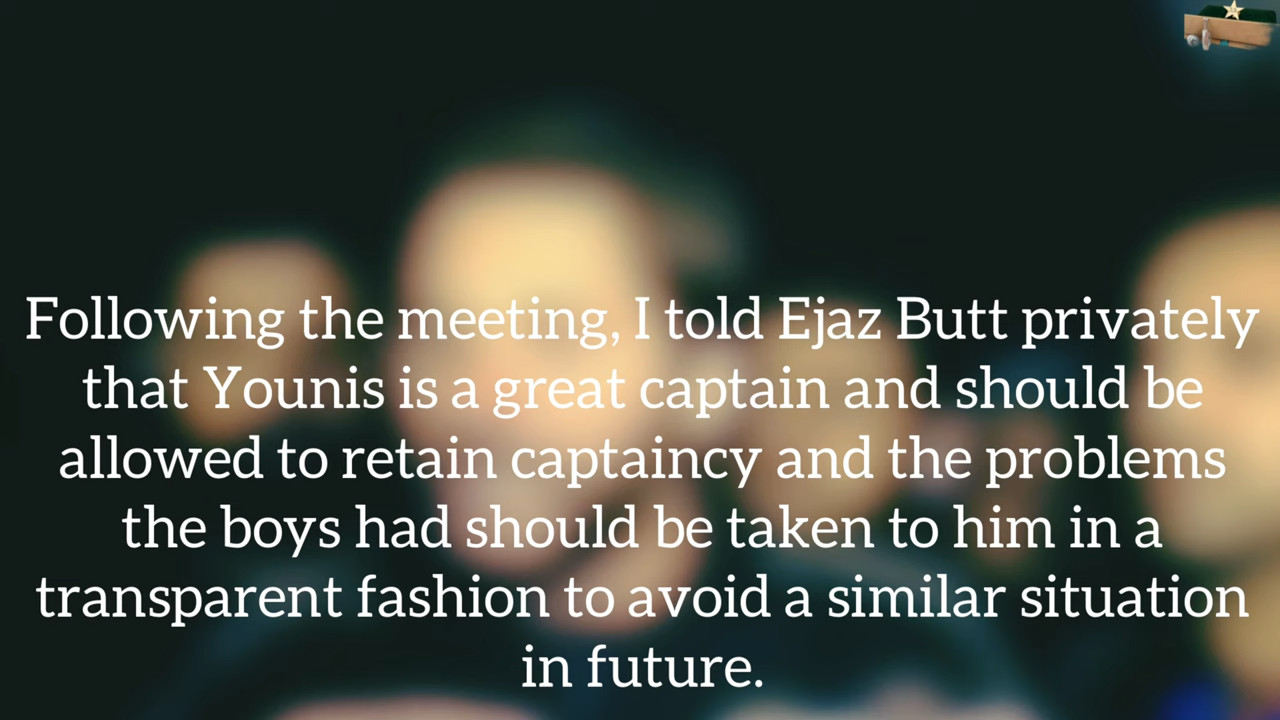 Following the meeting, I told Ejaz Butt privately
that Younis is a great captain and should be
allowed to retain captaincy and the problems
the boys had should be taken to him in a
transparent fashion to avoid a similar situation
in future.